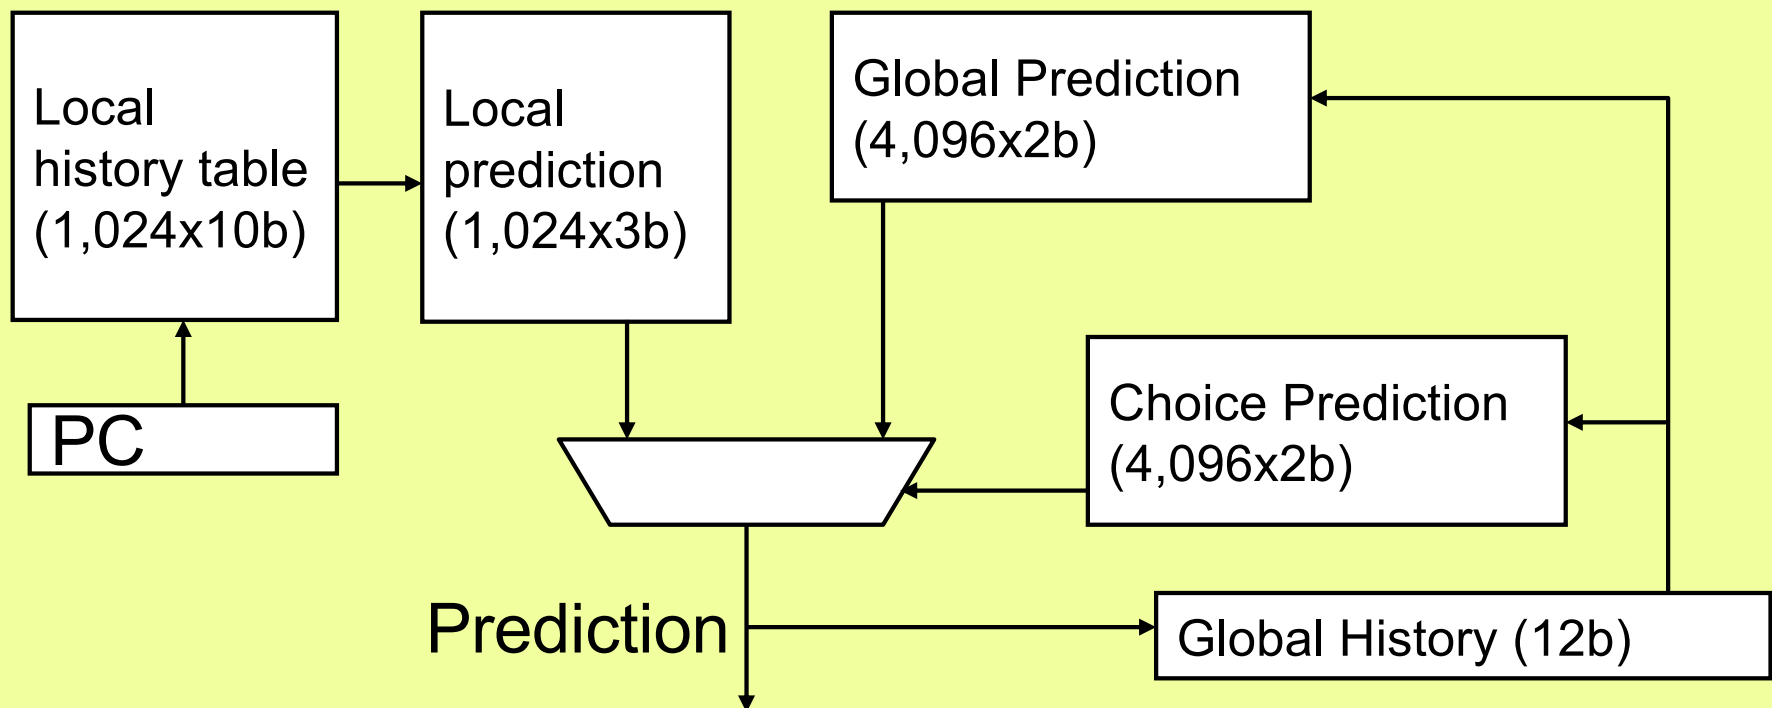 Local
history table
(1,024x10b)
Local
prediction
(1,024x3b)
Global Prediction
(4,096x2b)
PC
Choice Prediction
(4,096x2b)
Prediction
Global History (12b)